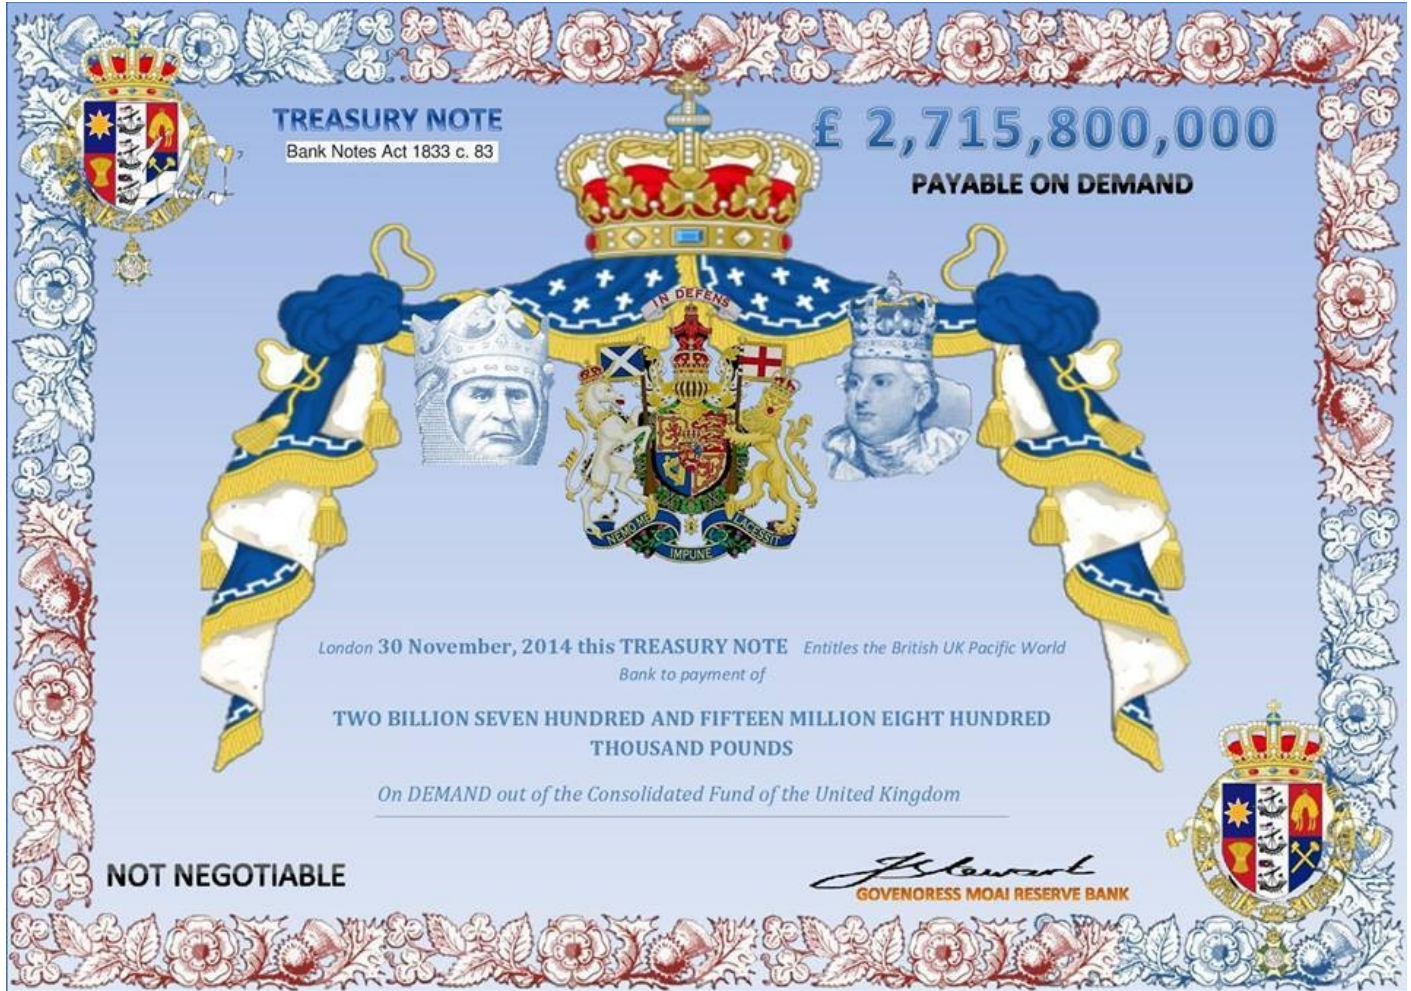 TREASURY NOTE
Bank Notes Act 1833 c. 83
£ 2,715,800,000
PAYABLE ON DEMAND
IN DEFENS
NEMO ME IMPUNE LACESSIT
London 30 November, 2014 this TREASURY NOTE Entitles the British UK Pacific World
Bank to payment of
TWO BILLION SEVEN HUNDRED AND FIFTEEN MILLION EIGHT HUNDRED
THOUSAND POUNDS
On DEMAND out of the Consolidated Fund of the United Kingdom
NOT NEGOTIABLE
GOVENORESS MOAI RESERVE BANK